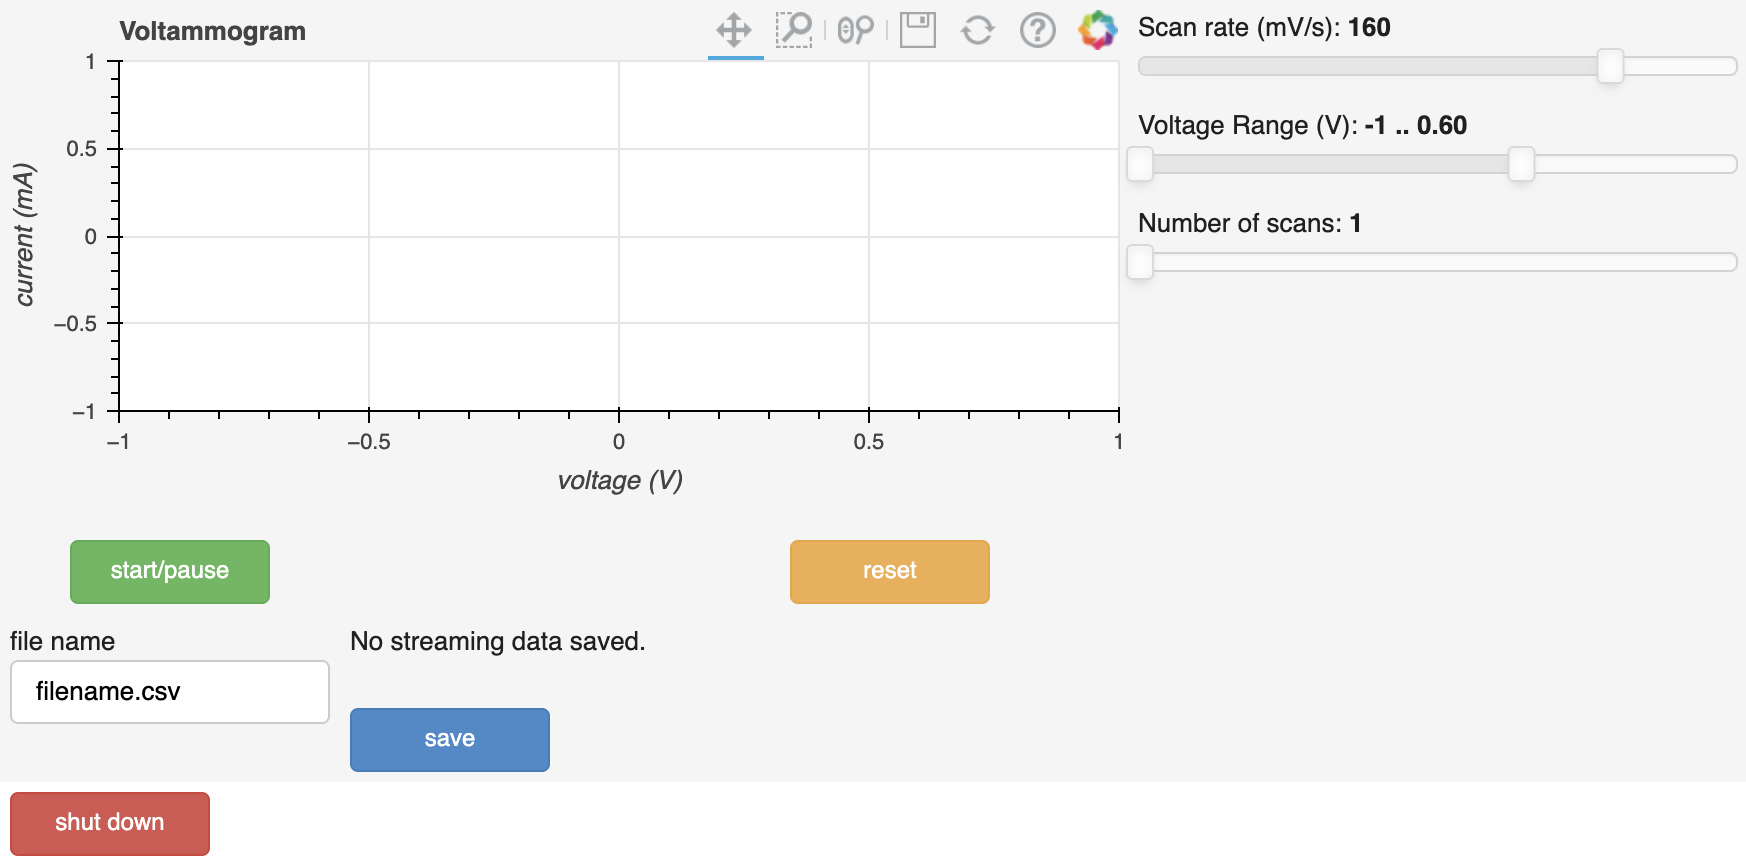 Voltammogram
Scan rate (mV/s): 160
Voltage Range (V): -1 .. 0.60
Number of scans: 1
1
0.5
0
−0.5
−1
current (mA)
−1
−0.5
0
0.5
1
voltage (V)
start/pause
reset
file name
No streaming data saved.
filename.csv
save
shut down